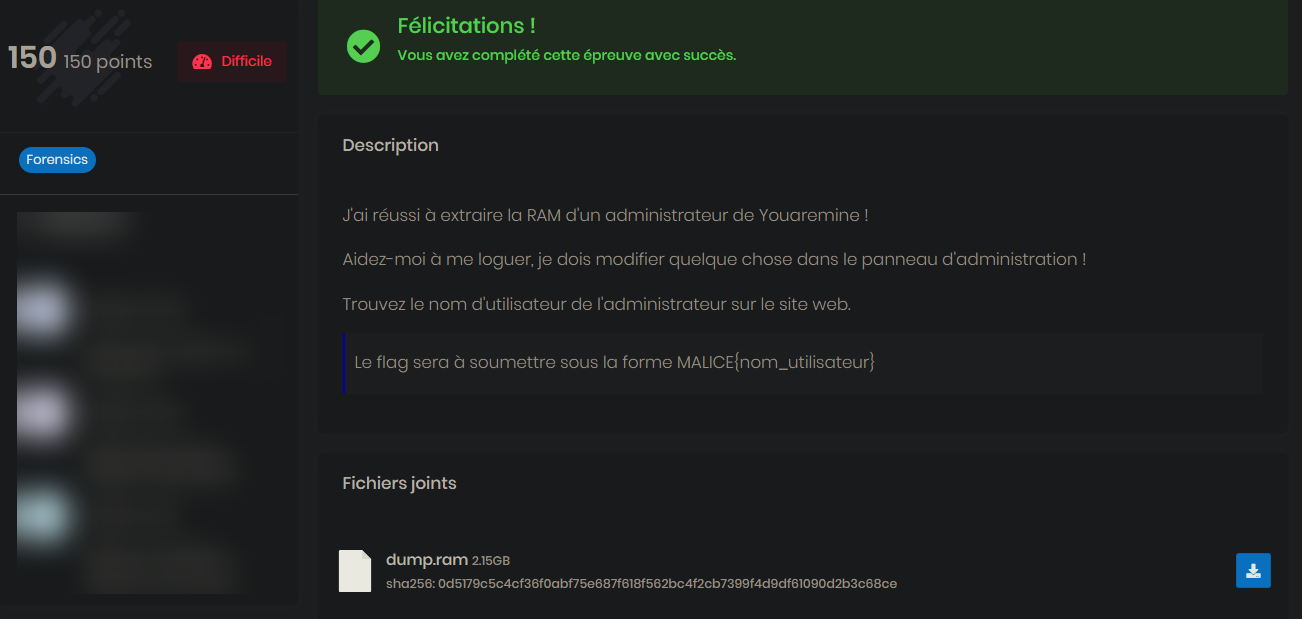 150 150 points
Difficile
Forensics
Félicitations !
Vous avez complété cette épreuve avec succès.
Description
J'ai réussi à extraire la RAM d'un administrateur de Youaremine !
Aidez-moi à me loguer, je dois modifier quelque chose dans le panneau d'administration !
Trouvez le nom d'utilisateur de l'administrateur sur le site web.
Le flag sera à soumettre sous la forme MALICE{nom_utilisateur}
Fichiers joints
dump.ram 2.15GB
sha256: 0d5179c5c4cf36f0abf75e687f618f562bc4f2cb7399f4d9df61090d2b3c68ce